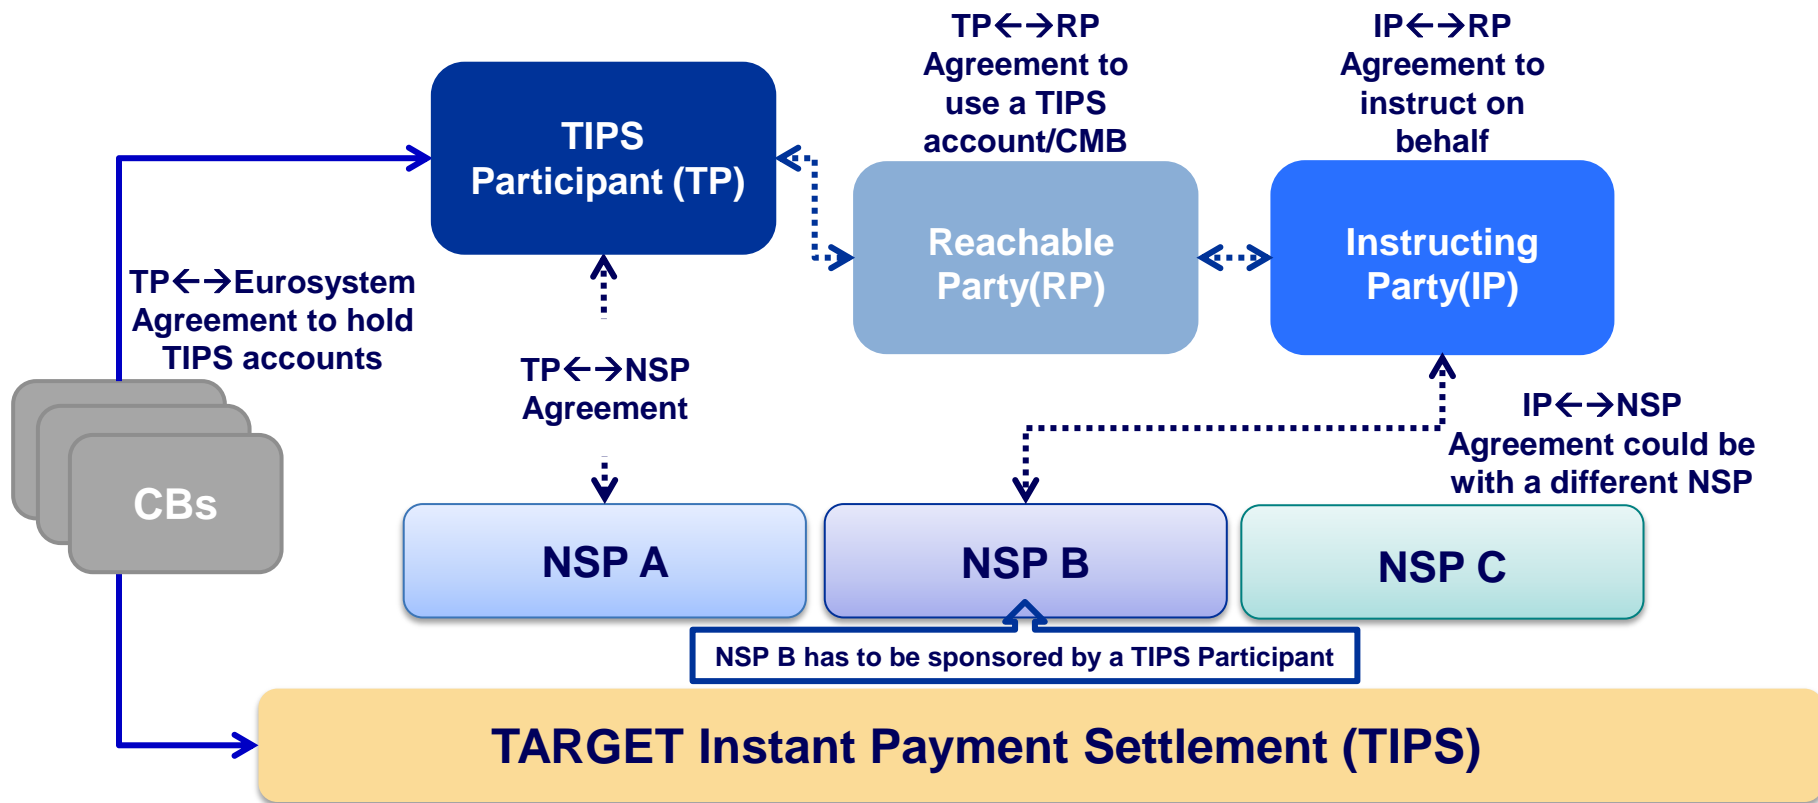 TP←→RP
Agreement to
use a TIPS
account/CMB
IP←→RP
Agreement to
instruct on
behalf
TIPS
Participant (TP)
Reachable
Party(RP)
Instructing
Party(IP)
TP←→Eurosystem
Agreement to hold
TIPS accounts
TP←→NSP
Agreement
IP←→NSP
Agreement could be
with a different NSP
CBs
NSP A
NSP B
NSP C
NSP B has to be sponsored by a TIPS Participant
TARGET Instant Payment Settlement (TIPS)